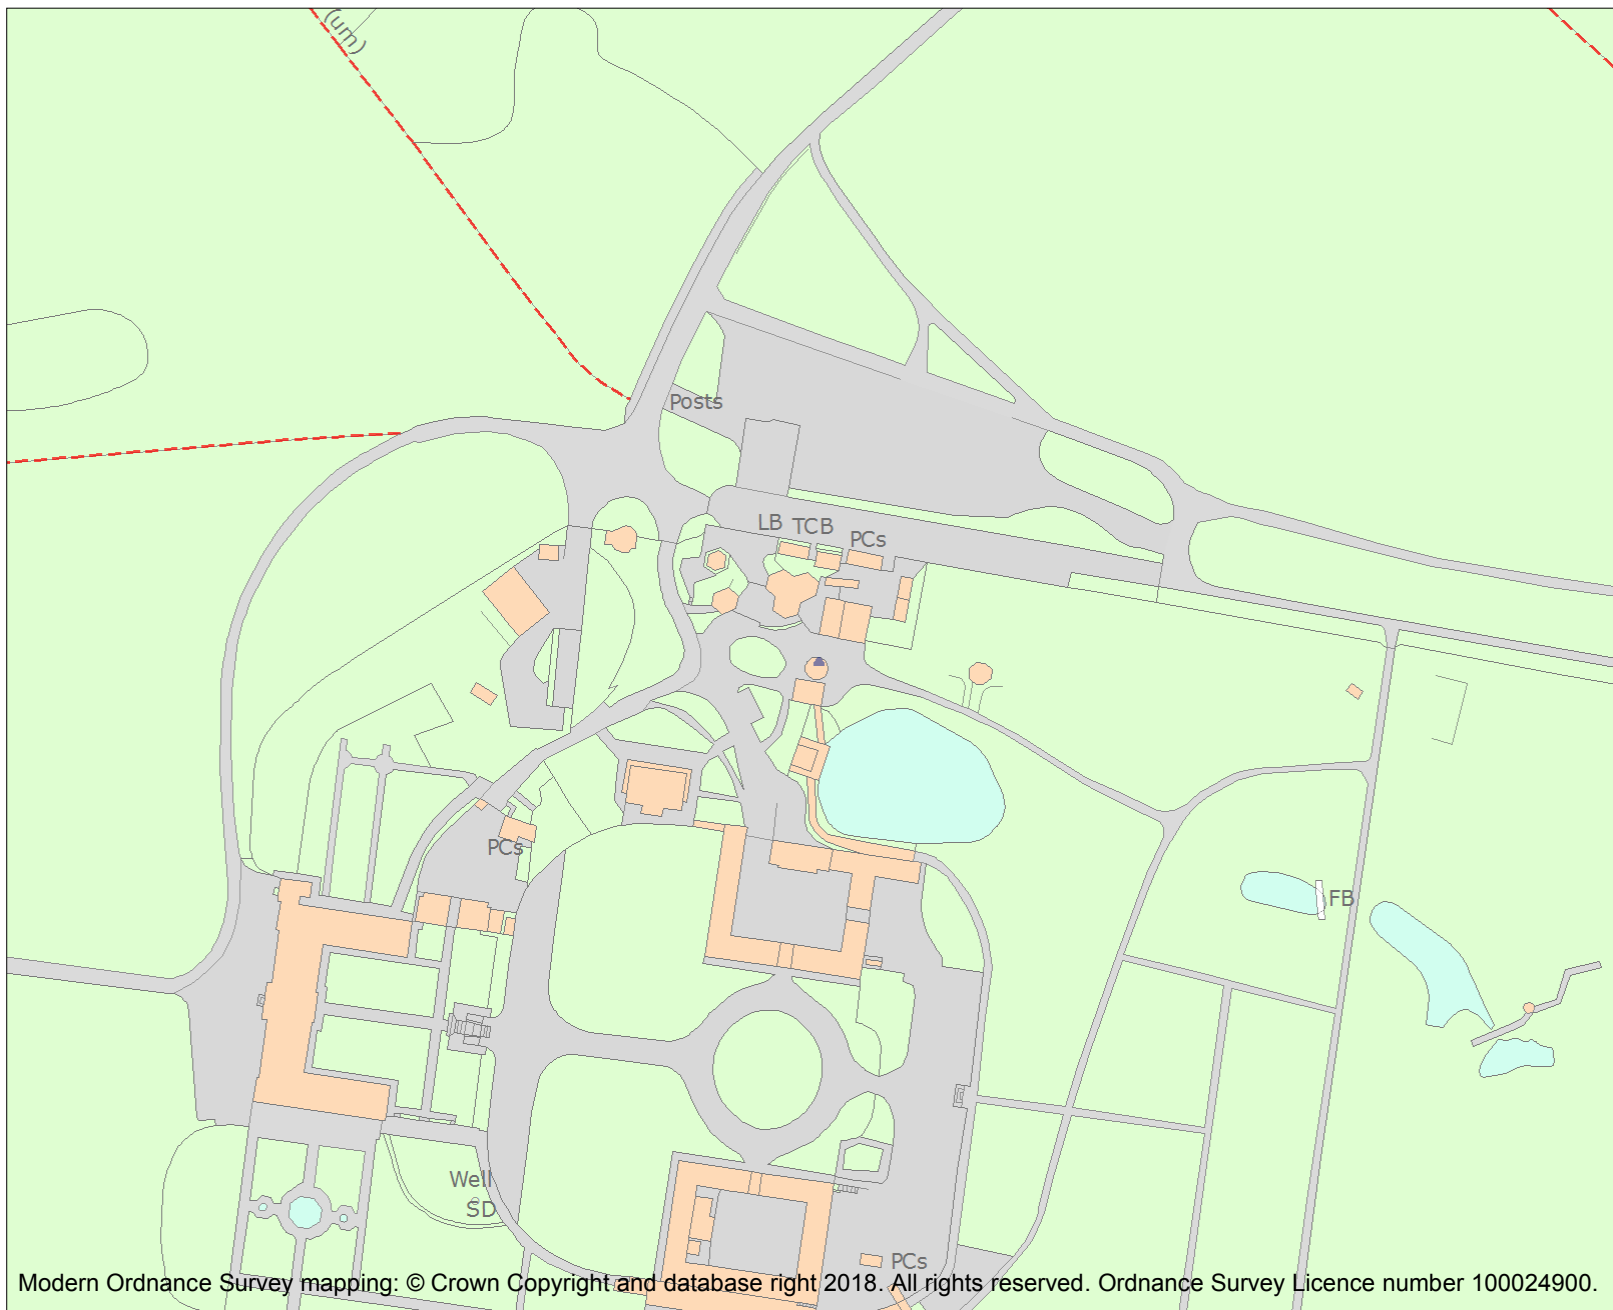 (um)
Posts
LB
TCB
PCs
PCs
FB
Well
SD
PCs
Modern Ordnance Survey mapping: © Crown Copyright and database right 2018. All rights reserved. Ordnance Survey Licence number 100024900.